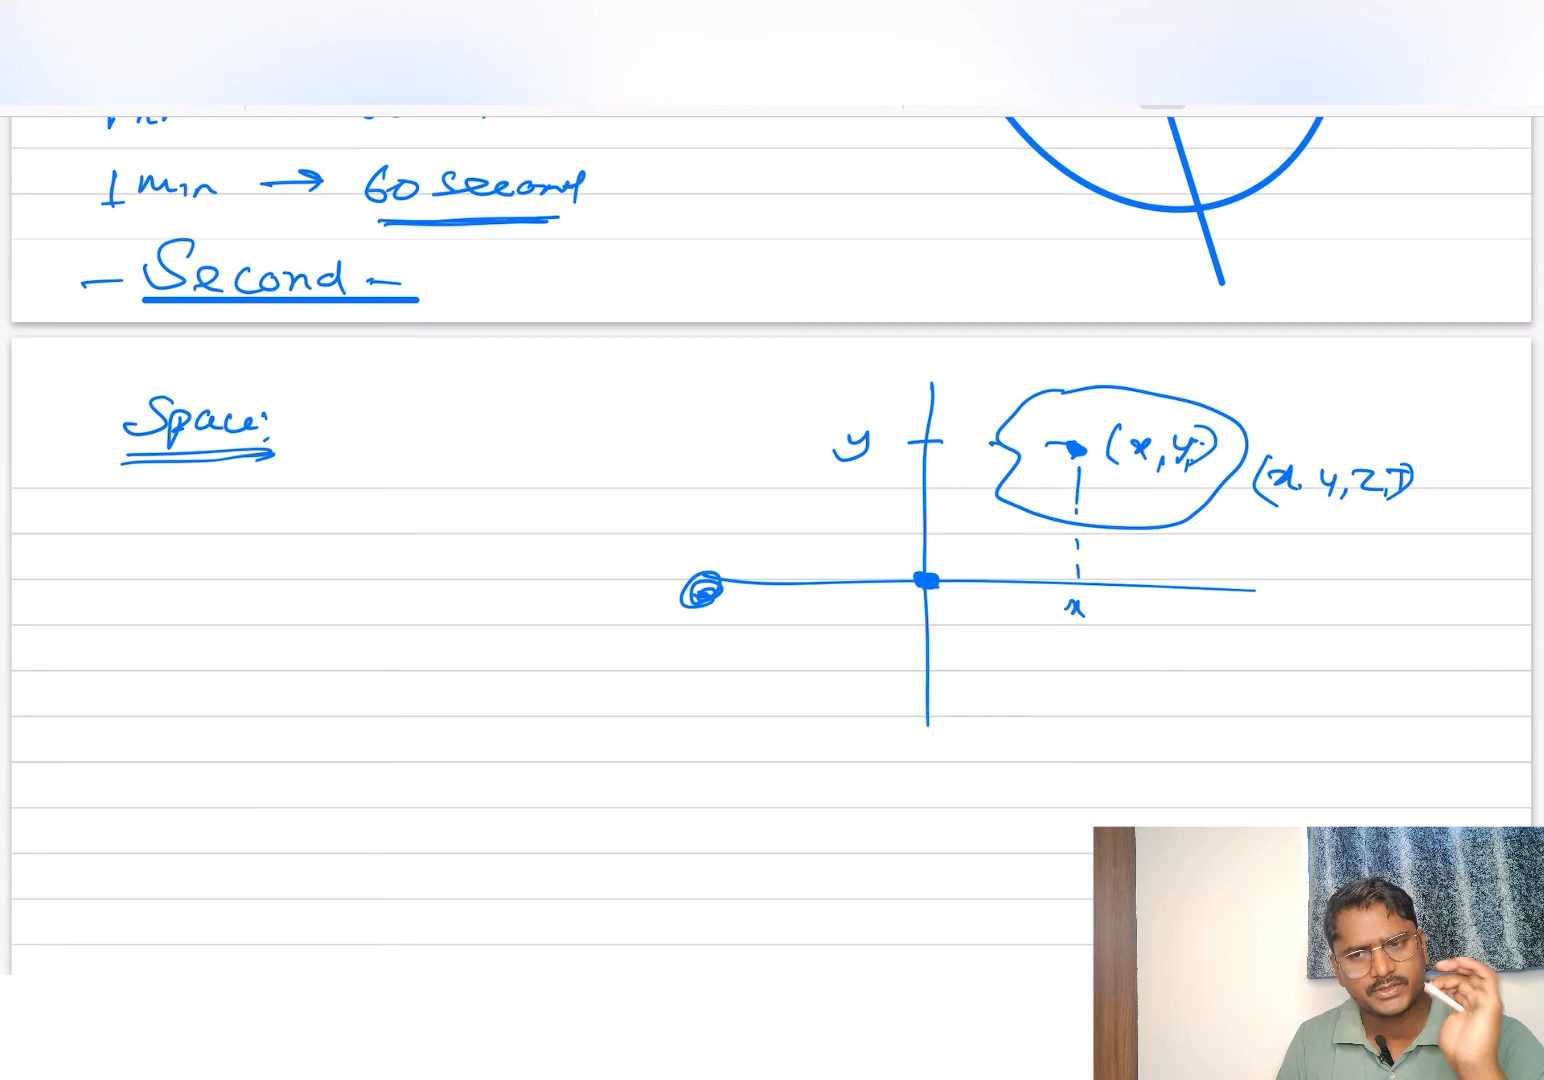 1 min → 60 second
- Second -
Space:
y
(x, y)
(x, y, z,
x